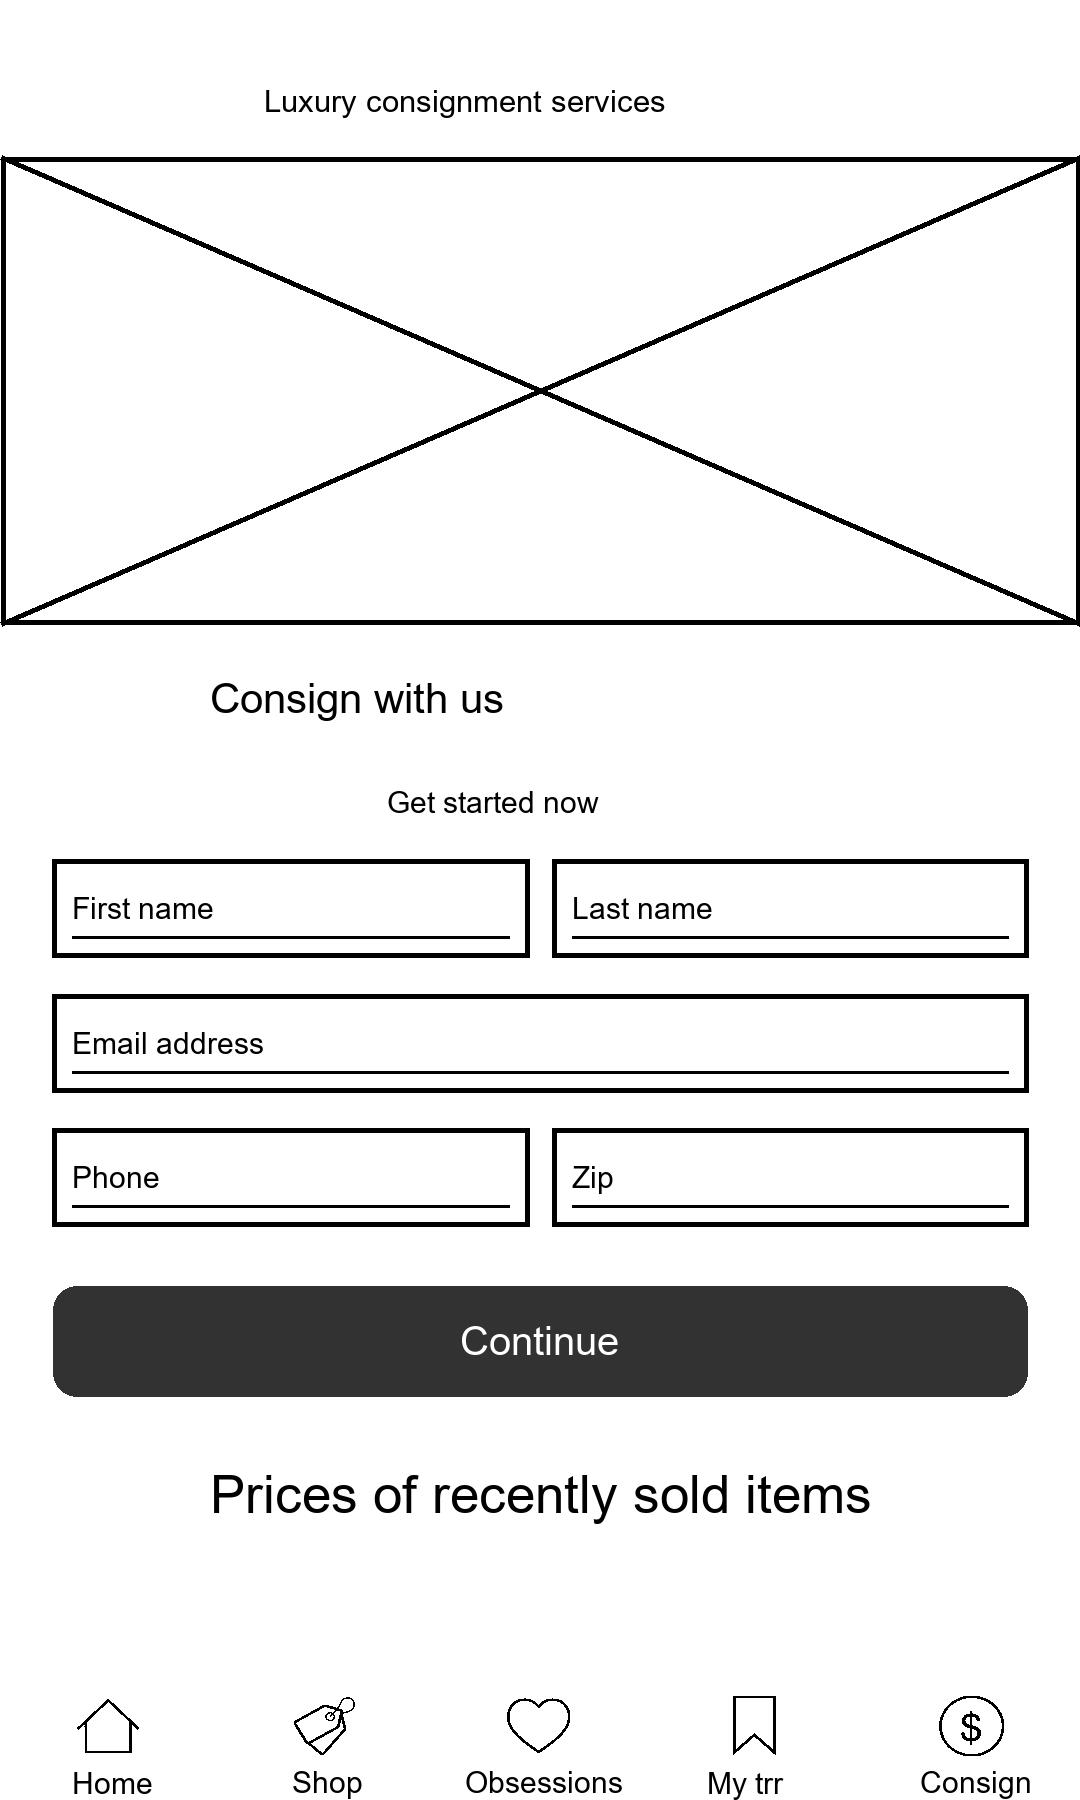 Luxury consignment services
Consign with us
Get started now
First name
Last name
Email address
Phone
Zip
Continue
Prices of recently sold items
$
Home
Shop
Obsessions
My trr
Consign